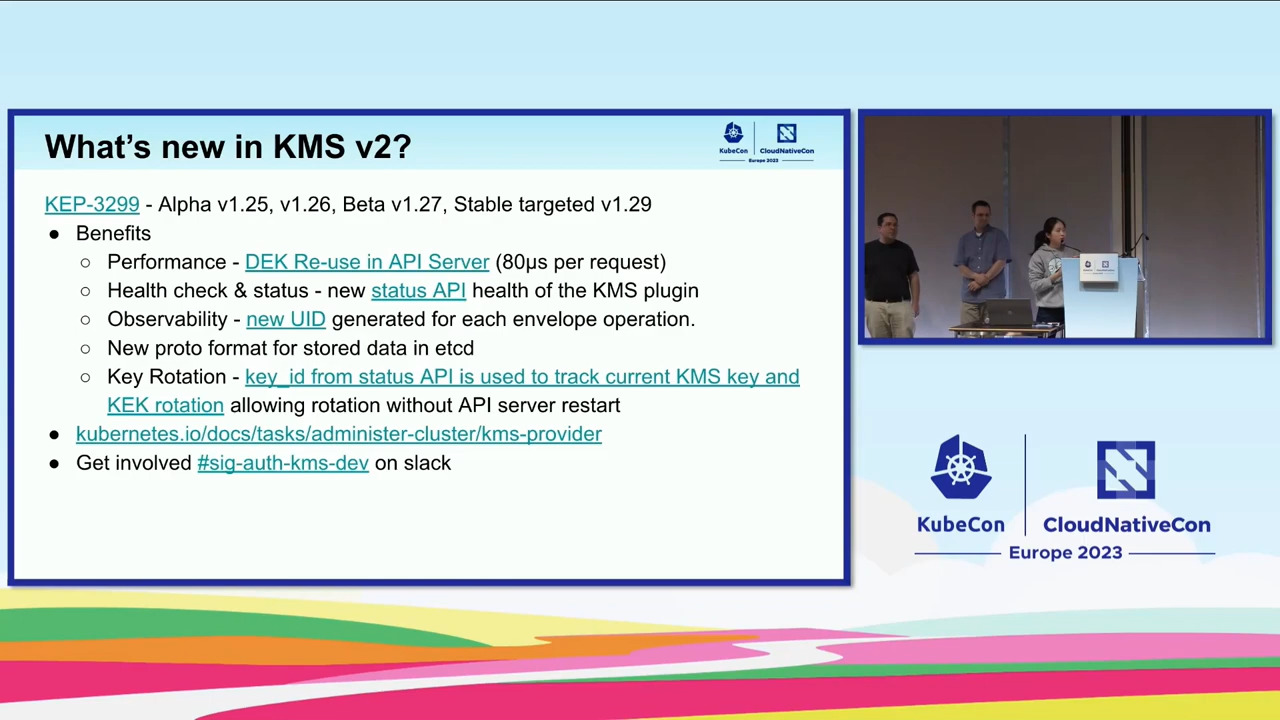 What's new in KMS v2?
KubeCon
CloudNativeCon
Europe 2023
KEP-3299 - Alpha v1.25, v1.26, Beta v1.27, Stable targeted v1.29
● Benefits
○ Performance - DEK Re-use in API Server (80µs per request)
○ Health check & status - new status API health of the KMS plugin
○ Observability - new UID generated for each envelope operation.
○ New proto format for stored data in etcd
○ Key Rotation - key_id from status API is used to track current KMS key and
KEK rotation allowing rotation without API server restart
● kubernetes.io/docs/tasks/administer-cluster/kms-provider
● Get involved #sig-auth-kms-dev on slack
KubeCon
CloudNativeCon
Europe 2023